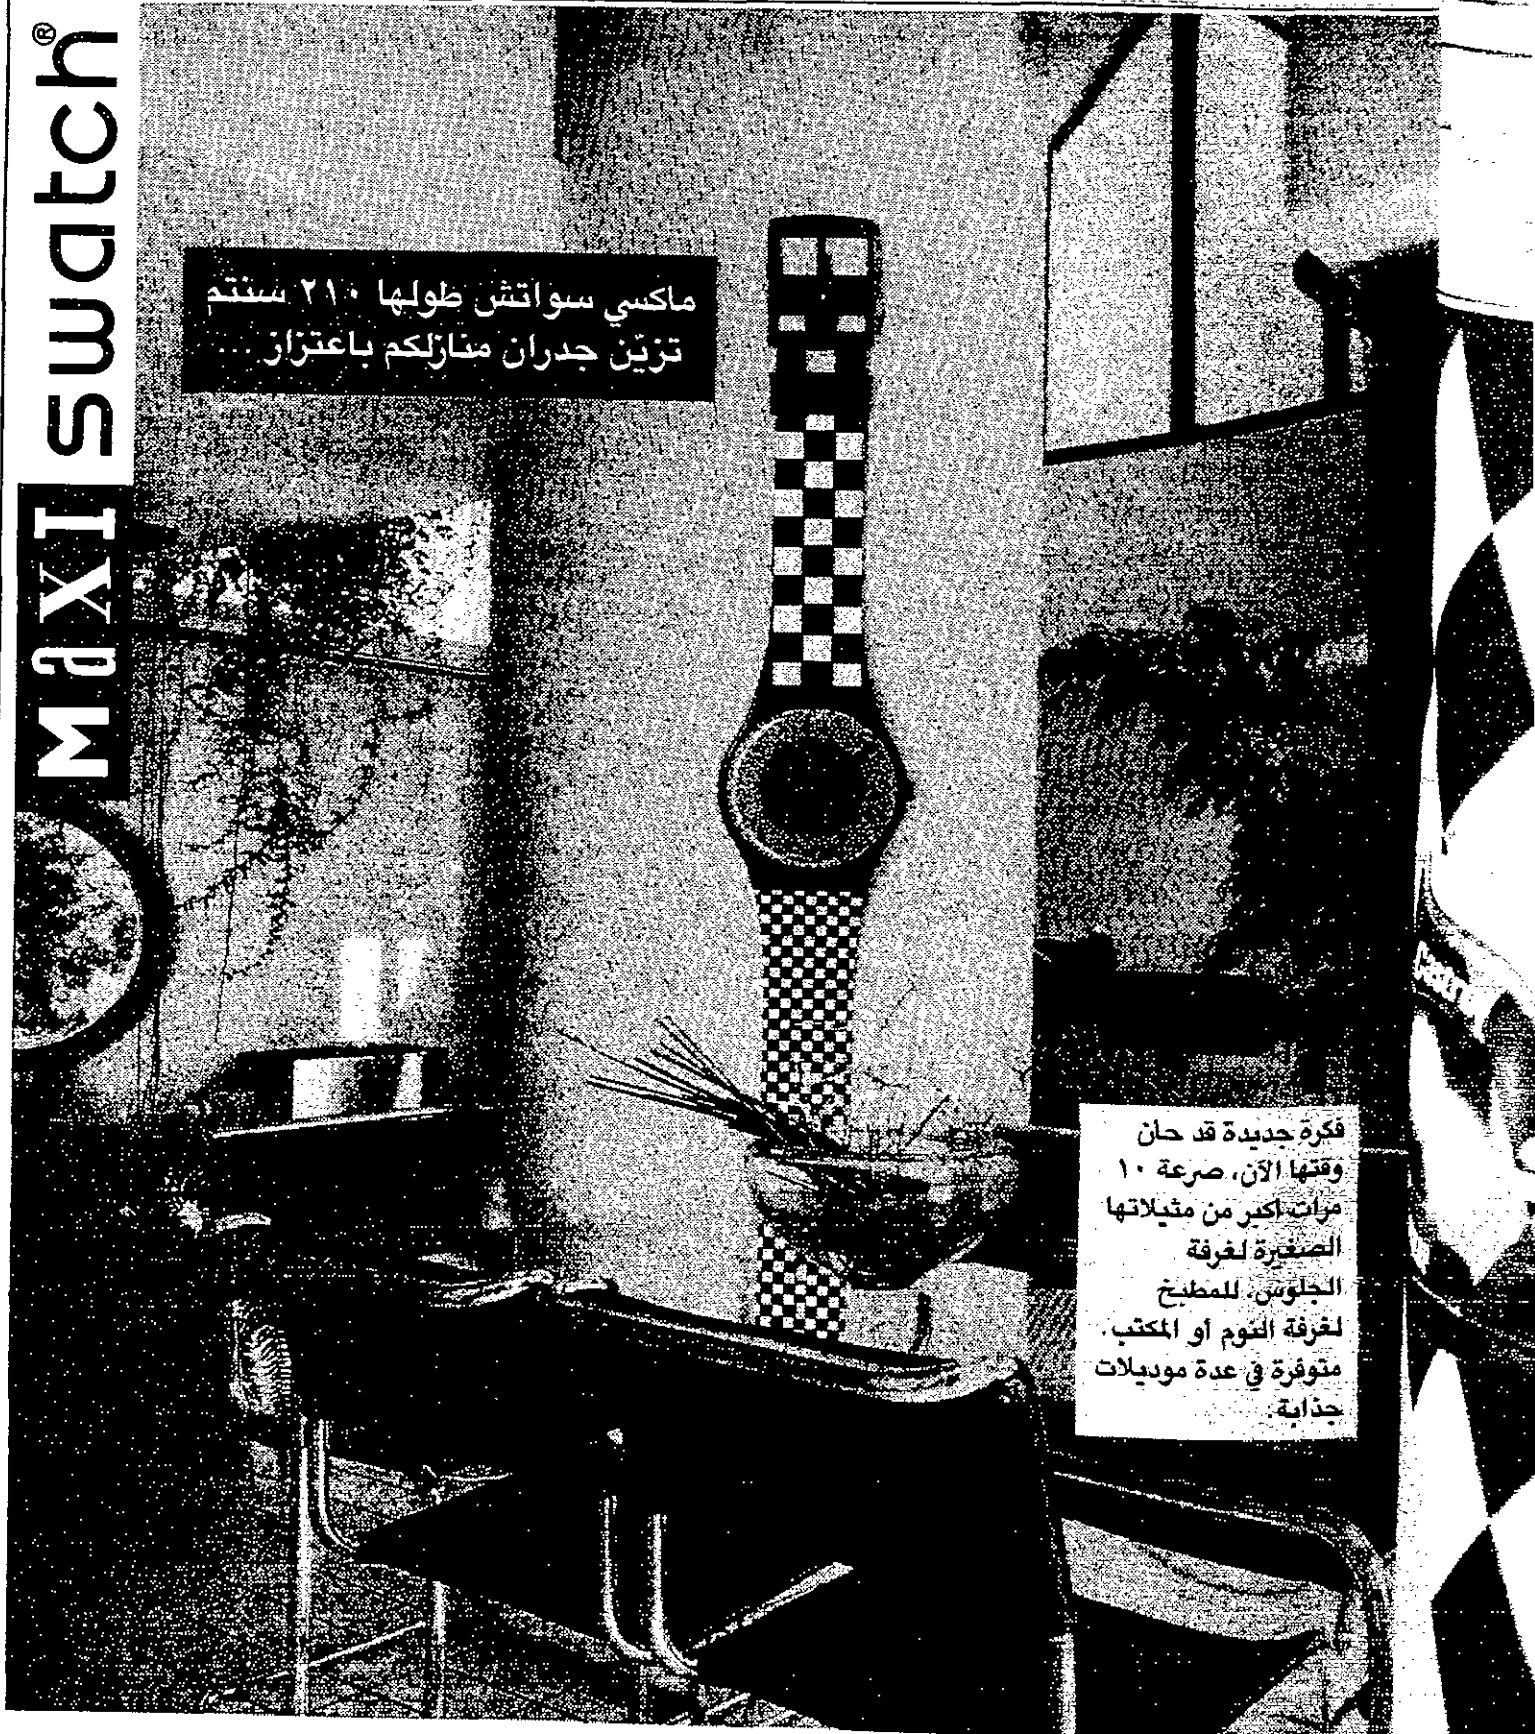 MaxI swatch®
ماكسي سواتش طولها ٢١٠ سنتم
تزيّن جدران منازلكم باعتزاز ...
فكرة جديدة قد حان
وقتها الآن، صرعة ١٠
مرات اكبر من مثيلاتها
الصغيرة لغرفة
الجلوس، للمطبخ
لغرفة النوم أو المكتب.
متوفرة في عدة موديلات
جذابة.